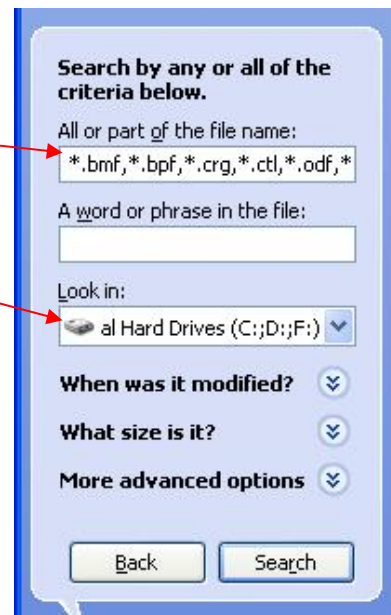 Search by any or all of the
criteria below.
All or part of the file name:
*.bmf,*.bpf,*.crg,*.ctl,*.odf,*
A word or phrase in the file:
Look in:
al Hard Drives (C:;D:;F:)
When was it modified?
What size is it?
More advanced options
Back Search